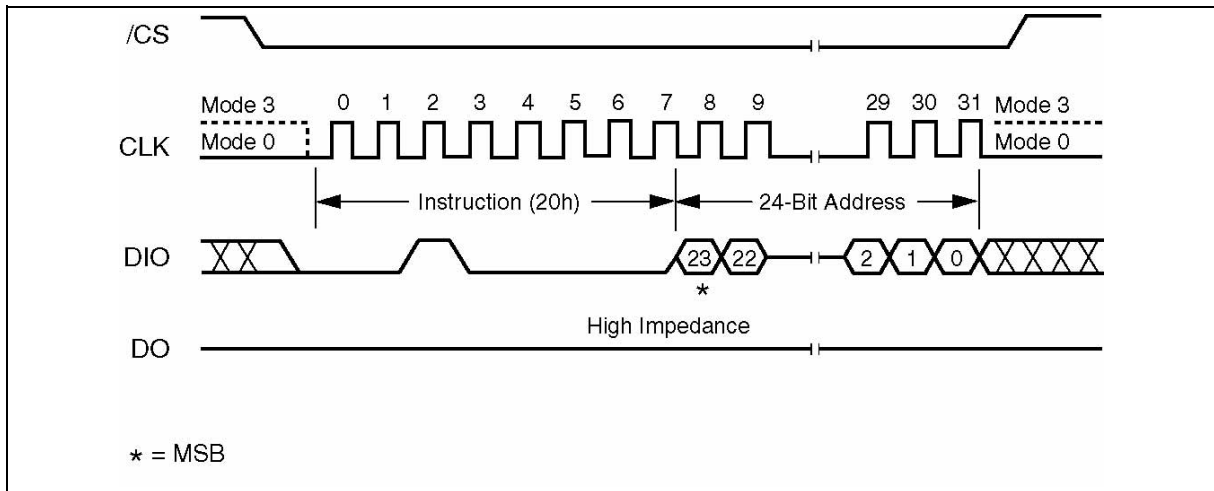 /CS
Mode 3 0 1 2 3 4 5 6 7 8 9 29 30 31 Mode 3
CLK Mode 0 Mode 0
Instruction (20h) 24-Bit Address
DIO 23 22 2 1 0
*
High Impedance
DO
* = MSB